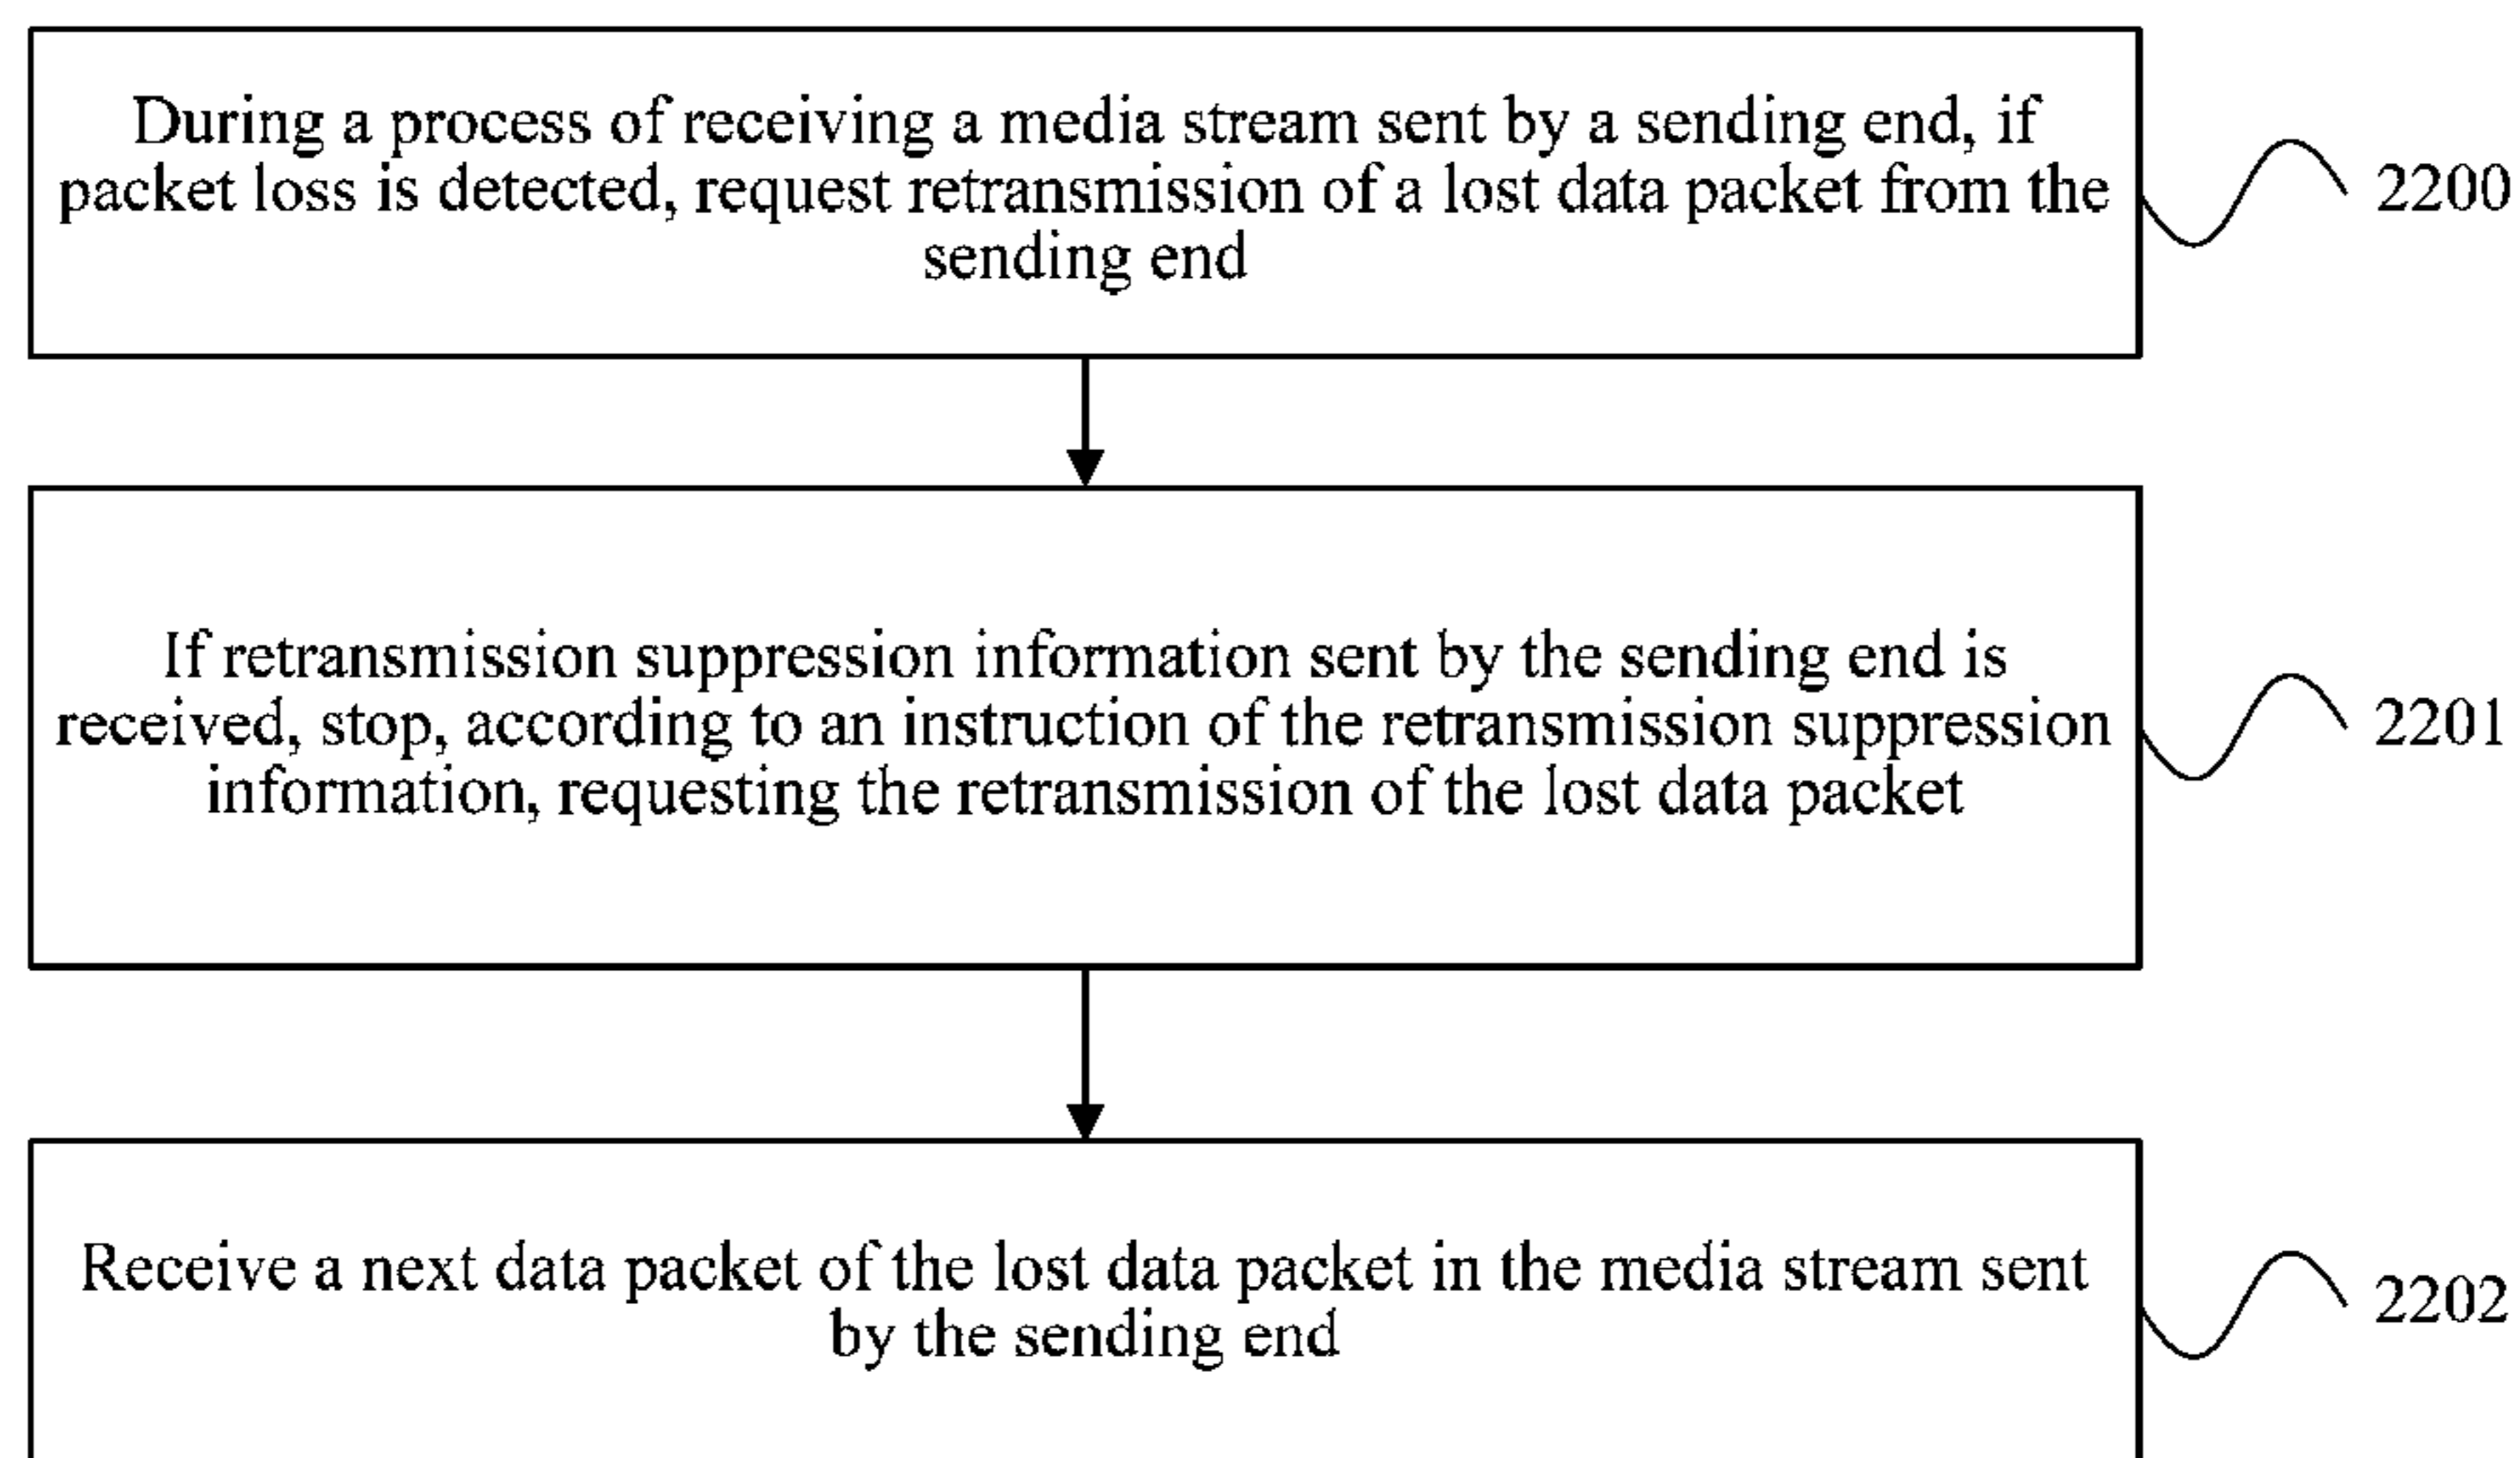 During a process of receiving a media stream sent by a sending end, if
packet loss is detected, request retransmission of a lost data packet from the
sending end
2200
If retransmission suppression information sent by the sending end is
received, stop, according to an instruction of the retransmission suppression
information, requesting the retransmission of the lost data packet
2201
Receive a next data packet of the lost data packet in the media stream sent
by the sending end
2202